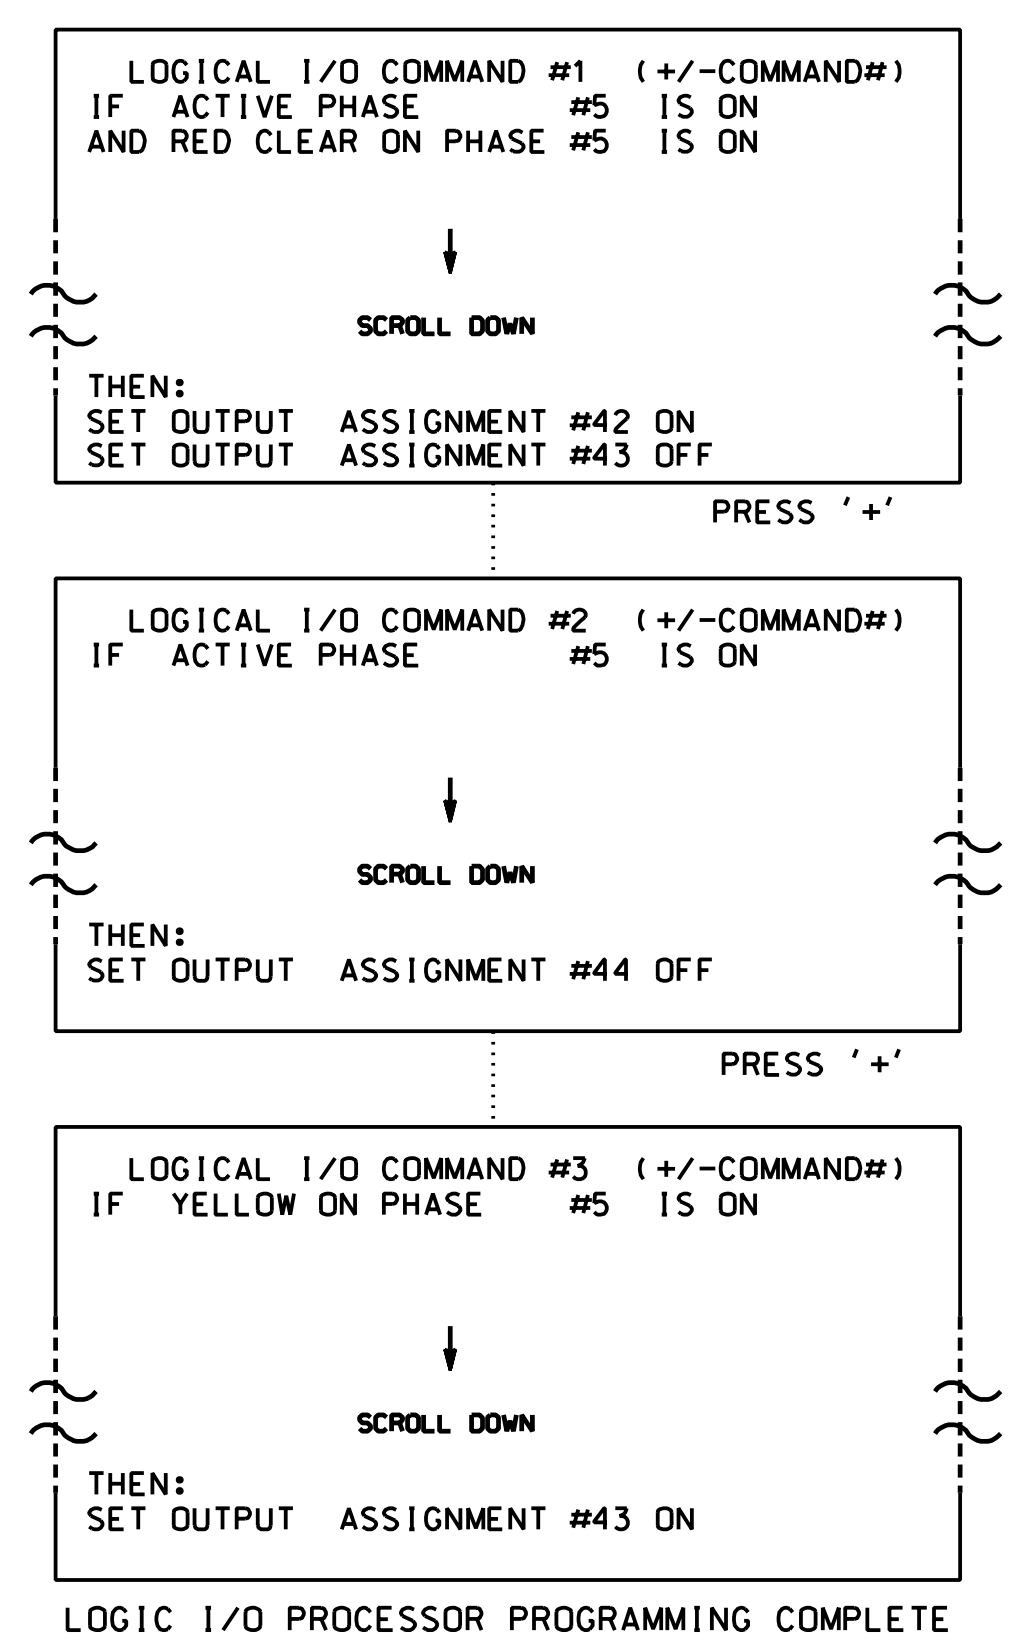 LOGICAL I/O COMMAND #1 (+/-COMMAND#)
IF ACTIVE PHASE #5 IS ON
AND RED CLEAR ON PHASE #5 IS ON
SCROLL DOWN
THEN:
SET OUTPUT ASSIGNMENT #42 ON
SET OUTPUT ASSIGNMENT #43 OFF
PRESS '+'
LOGICAL I/O COMMAND #2 (+/-COMMAND#)
IF ACTIVE PHASE #5 IS ON
SCROLL DOWN
THEN:
SET OUTPUT ASSIGNMENT #44 OFF
PRESS '+'
LOGICAL I/O COMMAND #3 (+/-COMMAND#)
IF YELLOW ON PHASE #5 IS ON
SCROLL DOWN
THEN:
SET OUTPUT ASSIGNMENT #43 ON
LOGIC I/O PROCESSOR PROGRAMMING COMPLETE